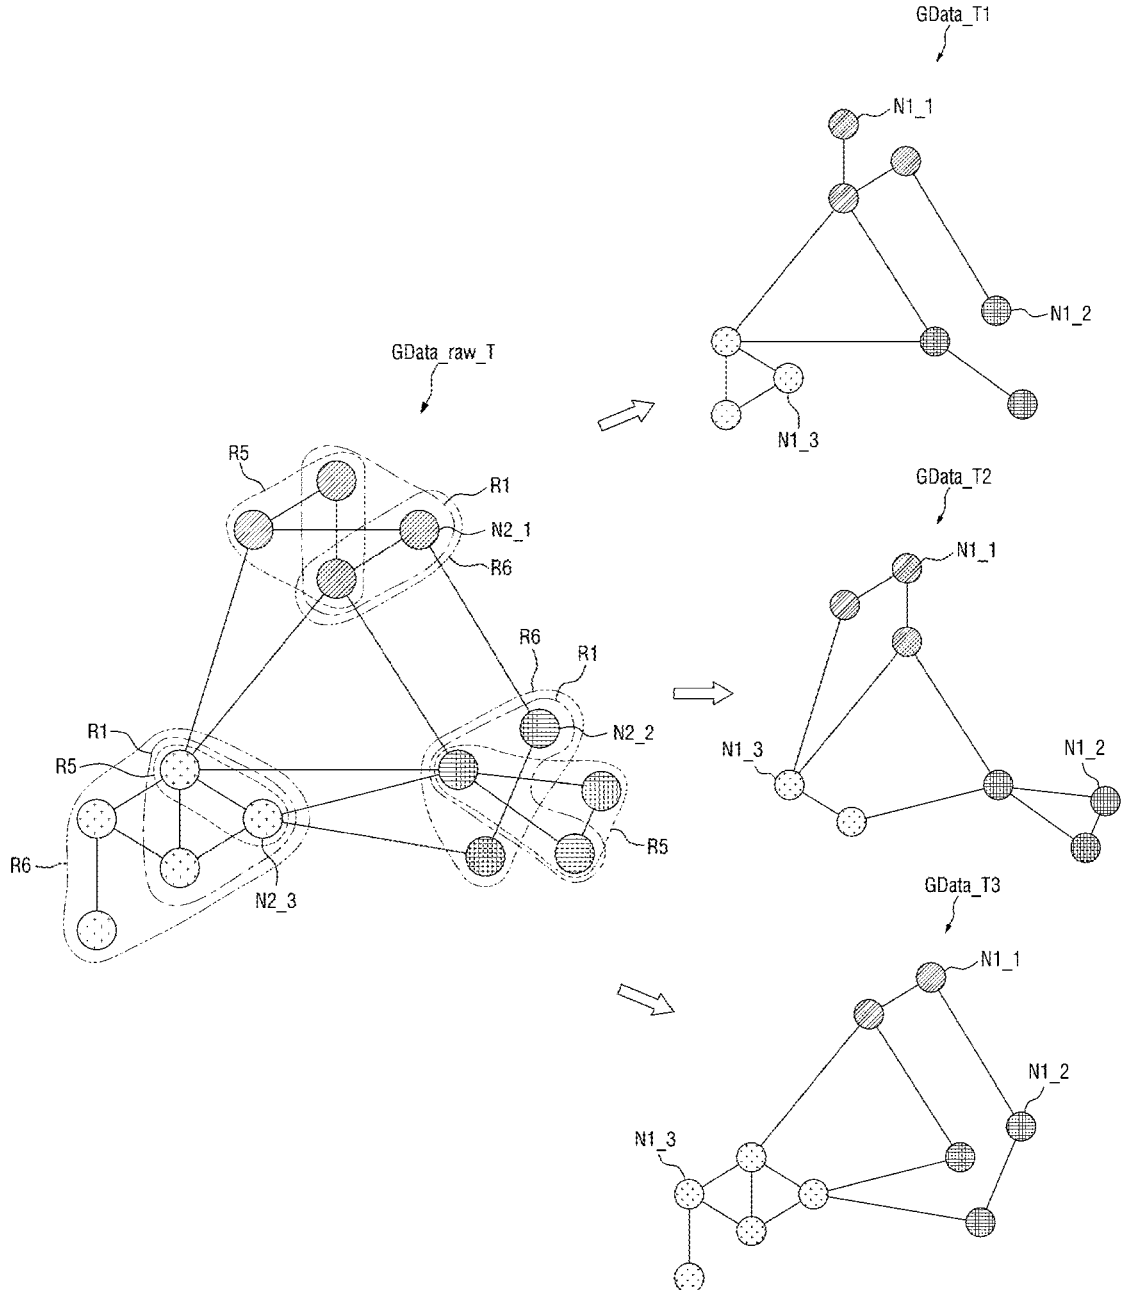 GData_T1
N1_1
N1_2
N1_3
GData_raw_T
R5
R1
N2_1
R6
GData_T2
N1_1
R6
R1
N2_2
R1
R5
N1_3
N1_2
R6
N2_3
R5
GData_T3
N1_1
N1_2
N1_3